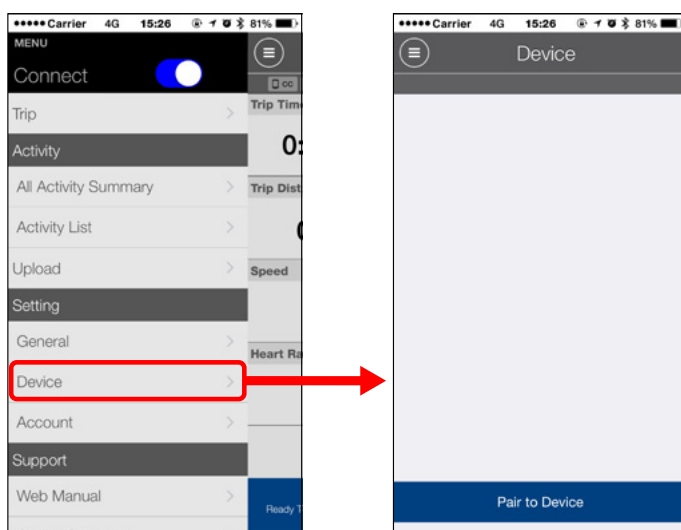 ●●●●● Carrier 4G 15:26 81%
MENU
Connect
Trip
Activity
All Activity Summary
Activity List
Upload
Setting
General
Device
Account
Support
Web Manual
CC
Trip Tim
0:
Trip Dist
Speed
Heart Ra
Ready T
●●●●● Carrier 4G 15:26 81%
Device
Pair to Device